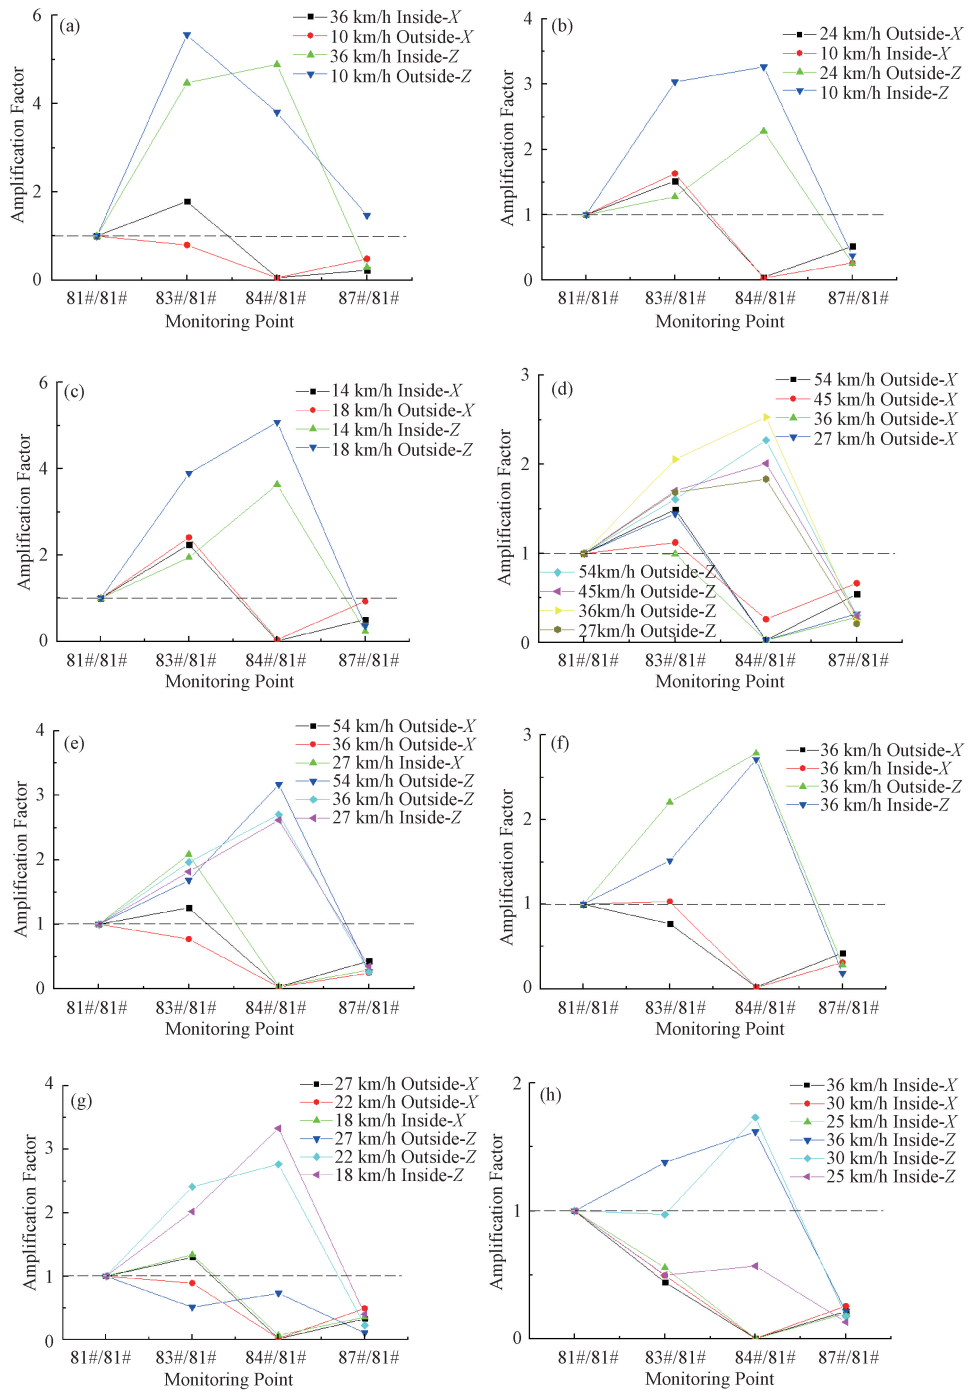 (a)
36 km/h Inside-X
10 km/h Outside-X
36 km/h Inside-Z
10 km/h Outside-Z
6
4
2
0
Amplification Factor
81#/81# 83#/81# 84#/81# 87#/81#
Monitoring Point
(b)
24 km/h Outside-X
10 km/h Inside-X
24 km/h Outside-Z
10 km/h Inside-Z
4
3
2
1
0
Amplification Factor
81#/81# 83#/81# 84#/81# 87#/81#
Monitoring Point
(c)
14 km/h Inside-X
18 km/h Outside-X
14 km/h Inside-Z
18 km/h Outside-Z
6
4
2
0
Amplification Factor
81#/81# 83#/81# 84#/81# 87#/81#
Monitoring Point
(d)
54 km/h Outside-X
45 km/h Outside-X
36 km/h Outside-X
27 km/h Outside-X
54km/h Outside-Z
45km/h Outside-Z
36km/h Outside-Z
27km/h Outside-Z
3
2
1
0
Amplification Factor
81#/81# 83#/81# 84#/81# 87#/81#
Monitoring Point
(e)
54 km/h Outside-X
36 km/h Outside-X
27 km/h Inside-X
54 km/h Outside-Z
36 km/h Outside-Z
27 km/h Inside-Z
4
3
2
1
0
Amplification Factor
81#/81# 83#/81# 84#/81# 87#/81#
Monitoring Point
(f)
36 km/h Outside-X
36 km/h Inside-X
36 km/h Outside-Z
36 km/h Inside-Z
3
2
1
0
Amplification Factor
81#/81# 83#/81# 84#/81# 87#/81#
Monitoring Point
(g)
27 km/h Outside-X
22 km/h Outside-X
18 km/h Inside-X
27 km/h Outside-Z
22 km/h Outside-Z
18 km/h Inside-Z
4
3
2
1
0
Amplification Factor
81#/81# 83#/81# 84#/81# 87#/81#
Monitoring Point
(h)
36 km/h Inside-X
30 km/h Inside-X
25 km/h Inside-X
36 km/h Inside-Z
30 km/h Inside-Z
25 km/h Inside-Z
2
1
0
Amplification Factor
81#/81# 83#/81# 84#/81# 87#/81#
Monitoring Point